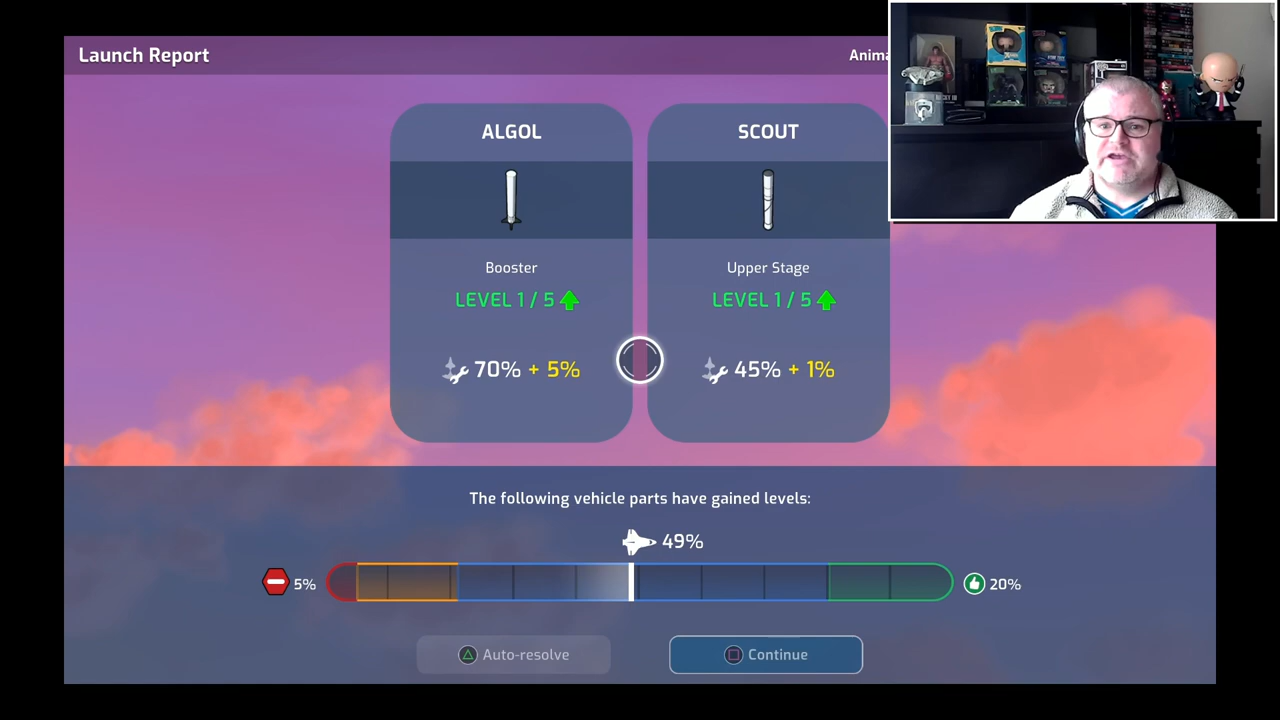 Launch Report
Anima
ALGOL
SCOUT
Booster
Upper Stage
LEVEL 1 / 5
LEVEL 1 / 5
70% + 5%
45% + 1%
The following vehicle parts have gained levels:
49%
5%
20%
Auto-resolve
Continue